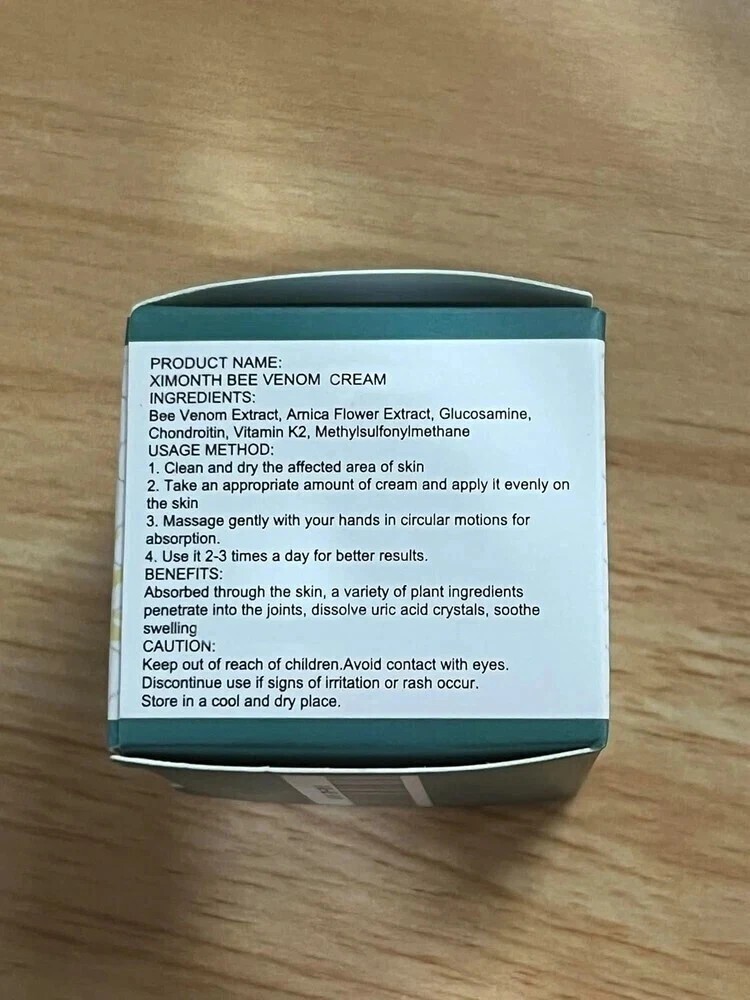 PRODUCT NAME:
XIMONTH BEE VENOM CREAM
INGREDIENTS:
Bee Venom Extract, Arnica Flower Extract, Glucosamine,
Chondroitin, Vitamin K2, Methylsulfonylmethane
USAGE METHOD:
1. Clean and dry the affected area of skin
2. Take an appropriate amount of cream and apply it evenly on
the skin
3. Massage gently with your hands in circular motions for
absorption.
4. Use it 2-3 times a day for better results.
BENEFITS:
Absorbed through the skin, a variety of plant ingredients
penetrate into the joints, dissolve uric acid crystals, soothe
swelling
CAUTION:
Keep out of reach of children.Avoid contact with eyes.
Discontinue use if signs of irritation or rash occur.
Store in a cool and dry place.